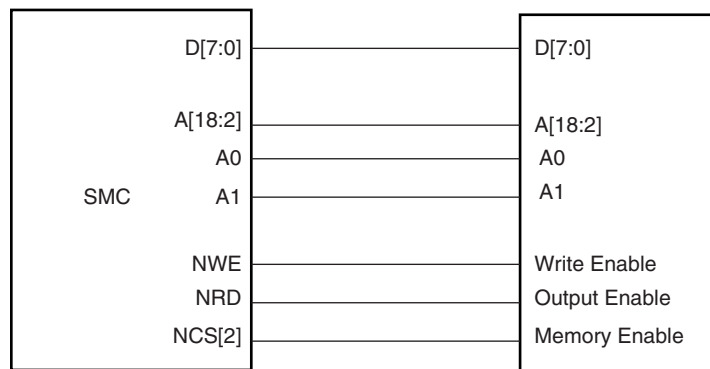 D[7:0] D[7:0]
A[18:2] A[18:2]
A0 A0
SMC A1 A1
NWE Write Enable
NRD Output Enable
NCS[2] Memory Enable